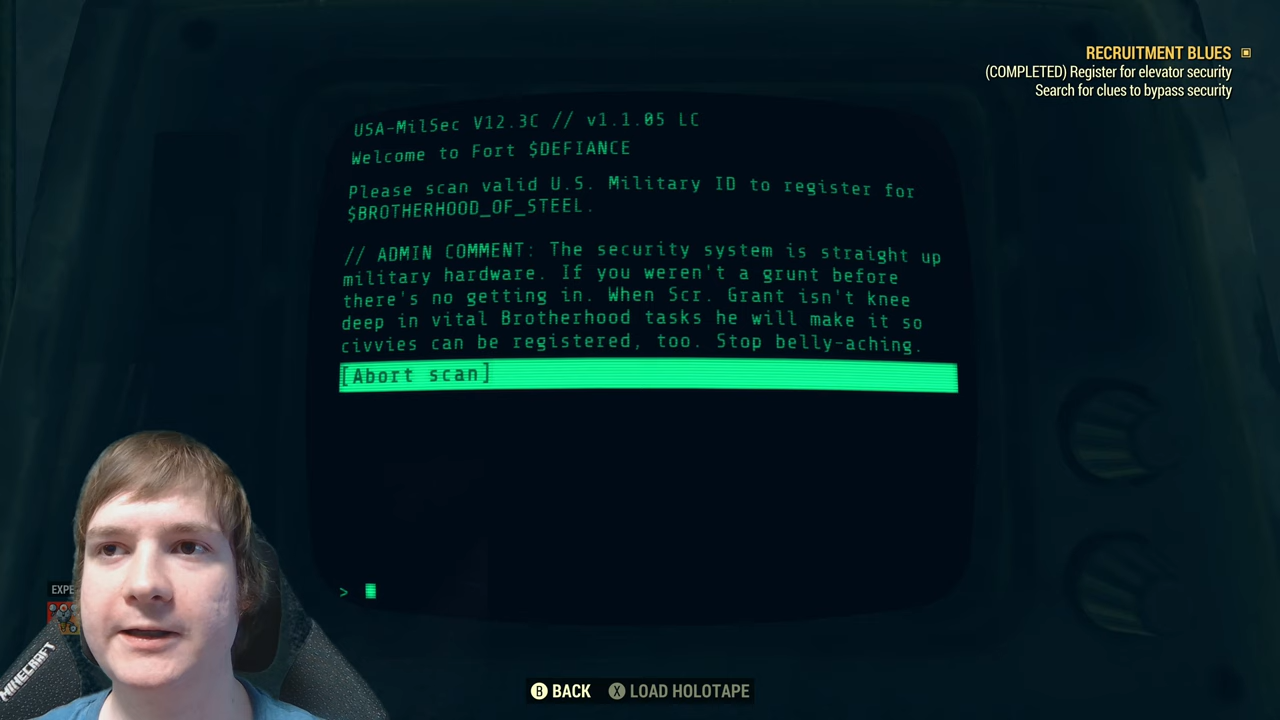 RECRUITMENT BLUES
(COMPLETED) Register for elevator security
Search for clues to bypass security
USA-MilSec V12.3C // v1.1.05 LC
Welcome to Fort $DEFIANCE
Please scan valid U.S. Military ID to register for
$BROTHERHOOD_OF_STEEL.
// ADMIN COMMENT: The security system is straight up
military hardware. If you weren't a grunt before
there's no getting in. When Scr. Grant isn't knee
deep in vital Brotherhood tasks he will make it so
civvies can be registered, too. Stop belly-aching.
[Abort scan]
>
EXPE
MINECRAFT
B BACK X LOAD HOLOTAPE